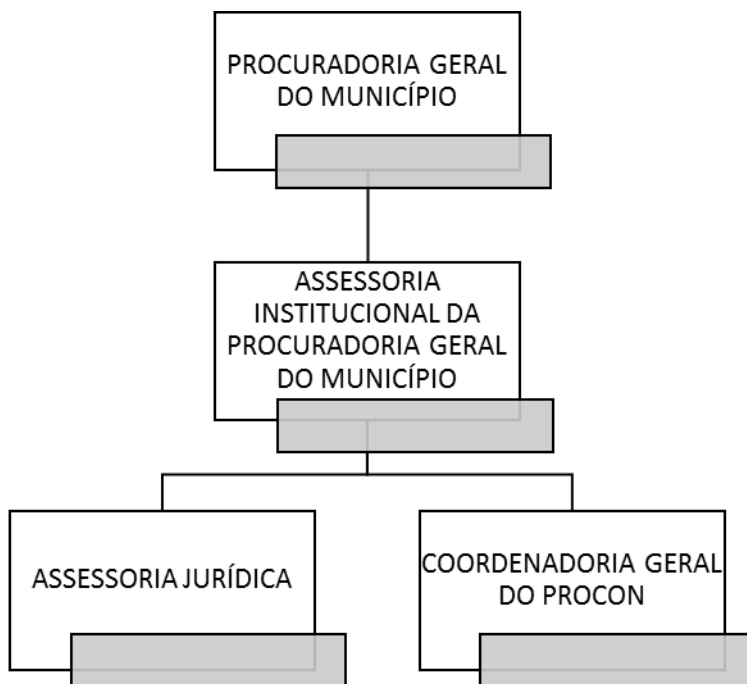 PROCURADORIA GERAL
DO MUNICÍPIO
ASSESSORIA
INSTITUCIONAL DA
PROCURADORIA GERAL
DO MUNICÍPIO
ASSESSORIA JURÍDICA
COORDENADORIA GERAL
DO PROCON